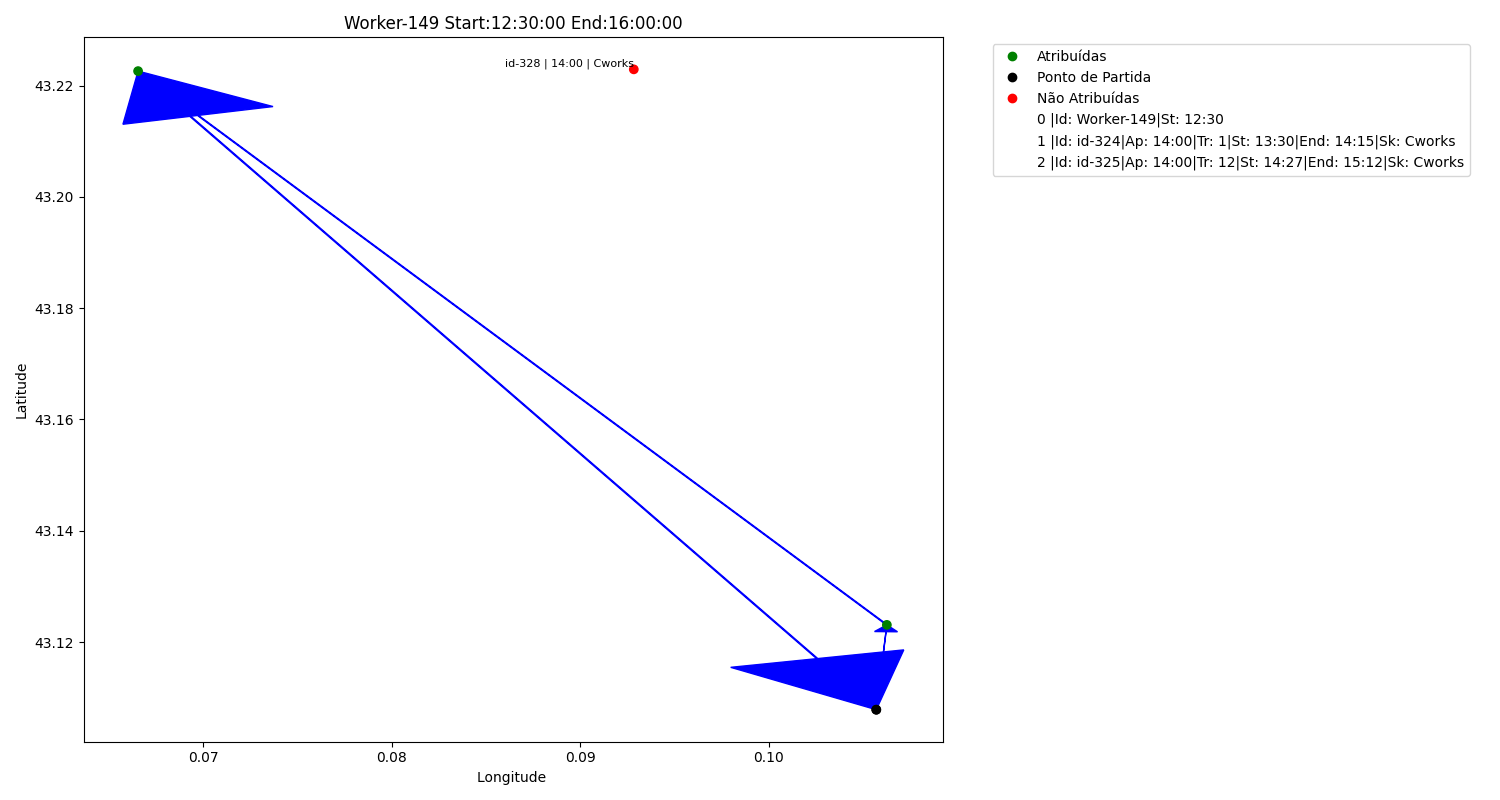 Worker-149 Start:12:30:00 End:16:00:00
id-328 | 14:00 | Cworks
43.22
43.20
43.18
43.16
43.14
43.12
Latitude
0.07
0.08
0.09
0.10
Longitude
Atribuídas
Ponto de Partida
Não Atribuídas
0 |Id: Worker-149|St: 12:30
1 |Id: id-324|Ap: 14:00|Tr: 1|St: 13:30|End: 14:15|Sk: Cworks
2 |Id: id-325|Ap: 14:00|Tr: 12|St: 14:27|End: 15:12|Sk: Cworks